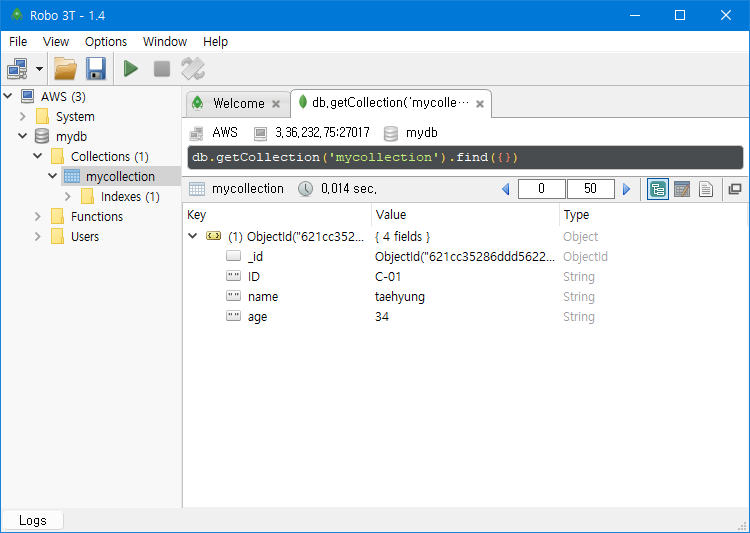 Robo 3T - 1.4
File View Options Window Help
AWS (3)
System
mydb
Collections (1)
mycollection
Indexes (1)
Functions
Users
Welcome
db.getCollection('mycolle···
AWS 3.36.232.75:27017 mydb
db.getCollection('mycollection').find({})
mycollection 0.014 sec. 0 50
Key Value Type
(1) ObjectId("621cc352... { 4 fields } Object
_id ObjectId("621cc35286ddd5622... ObjectId
ID C-01 String
name taehyung String
age 34 String
Logs